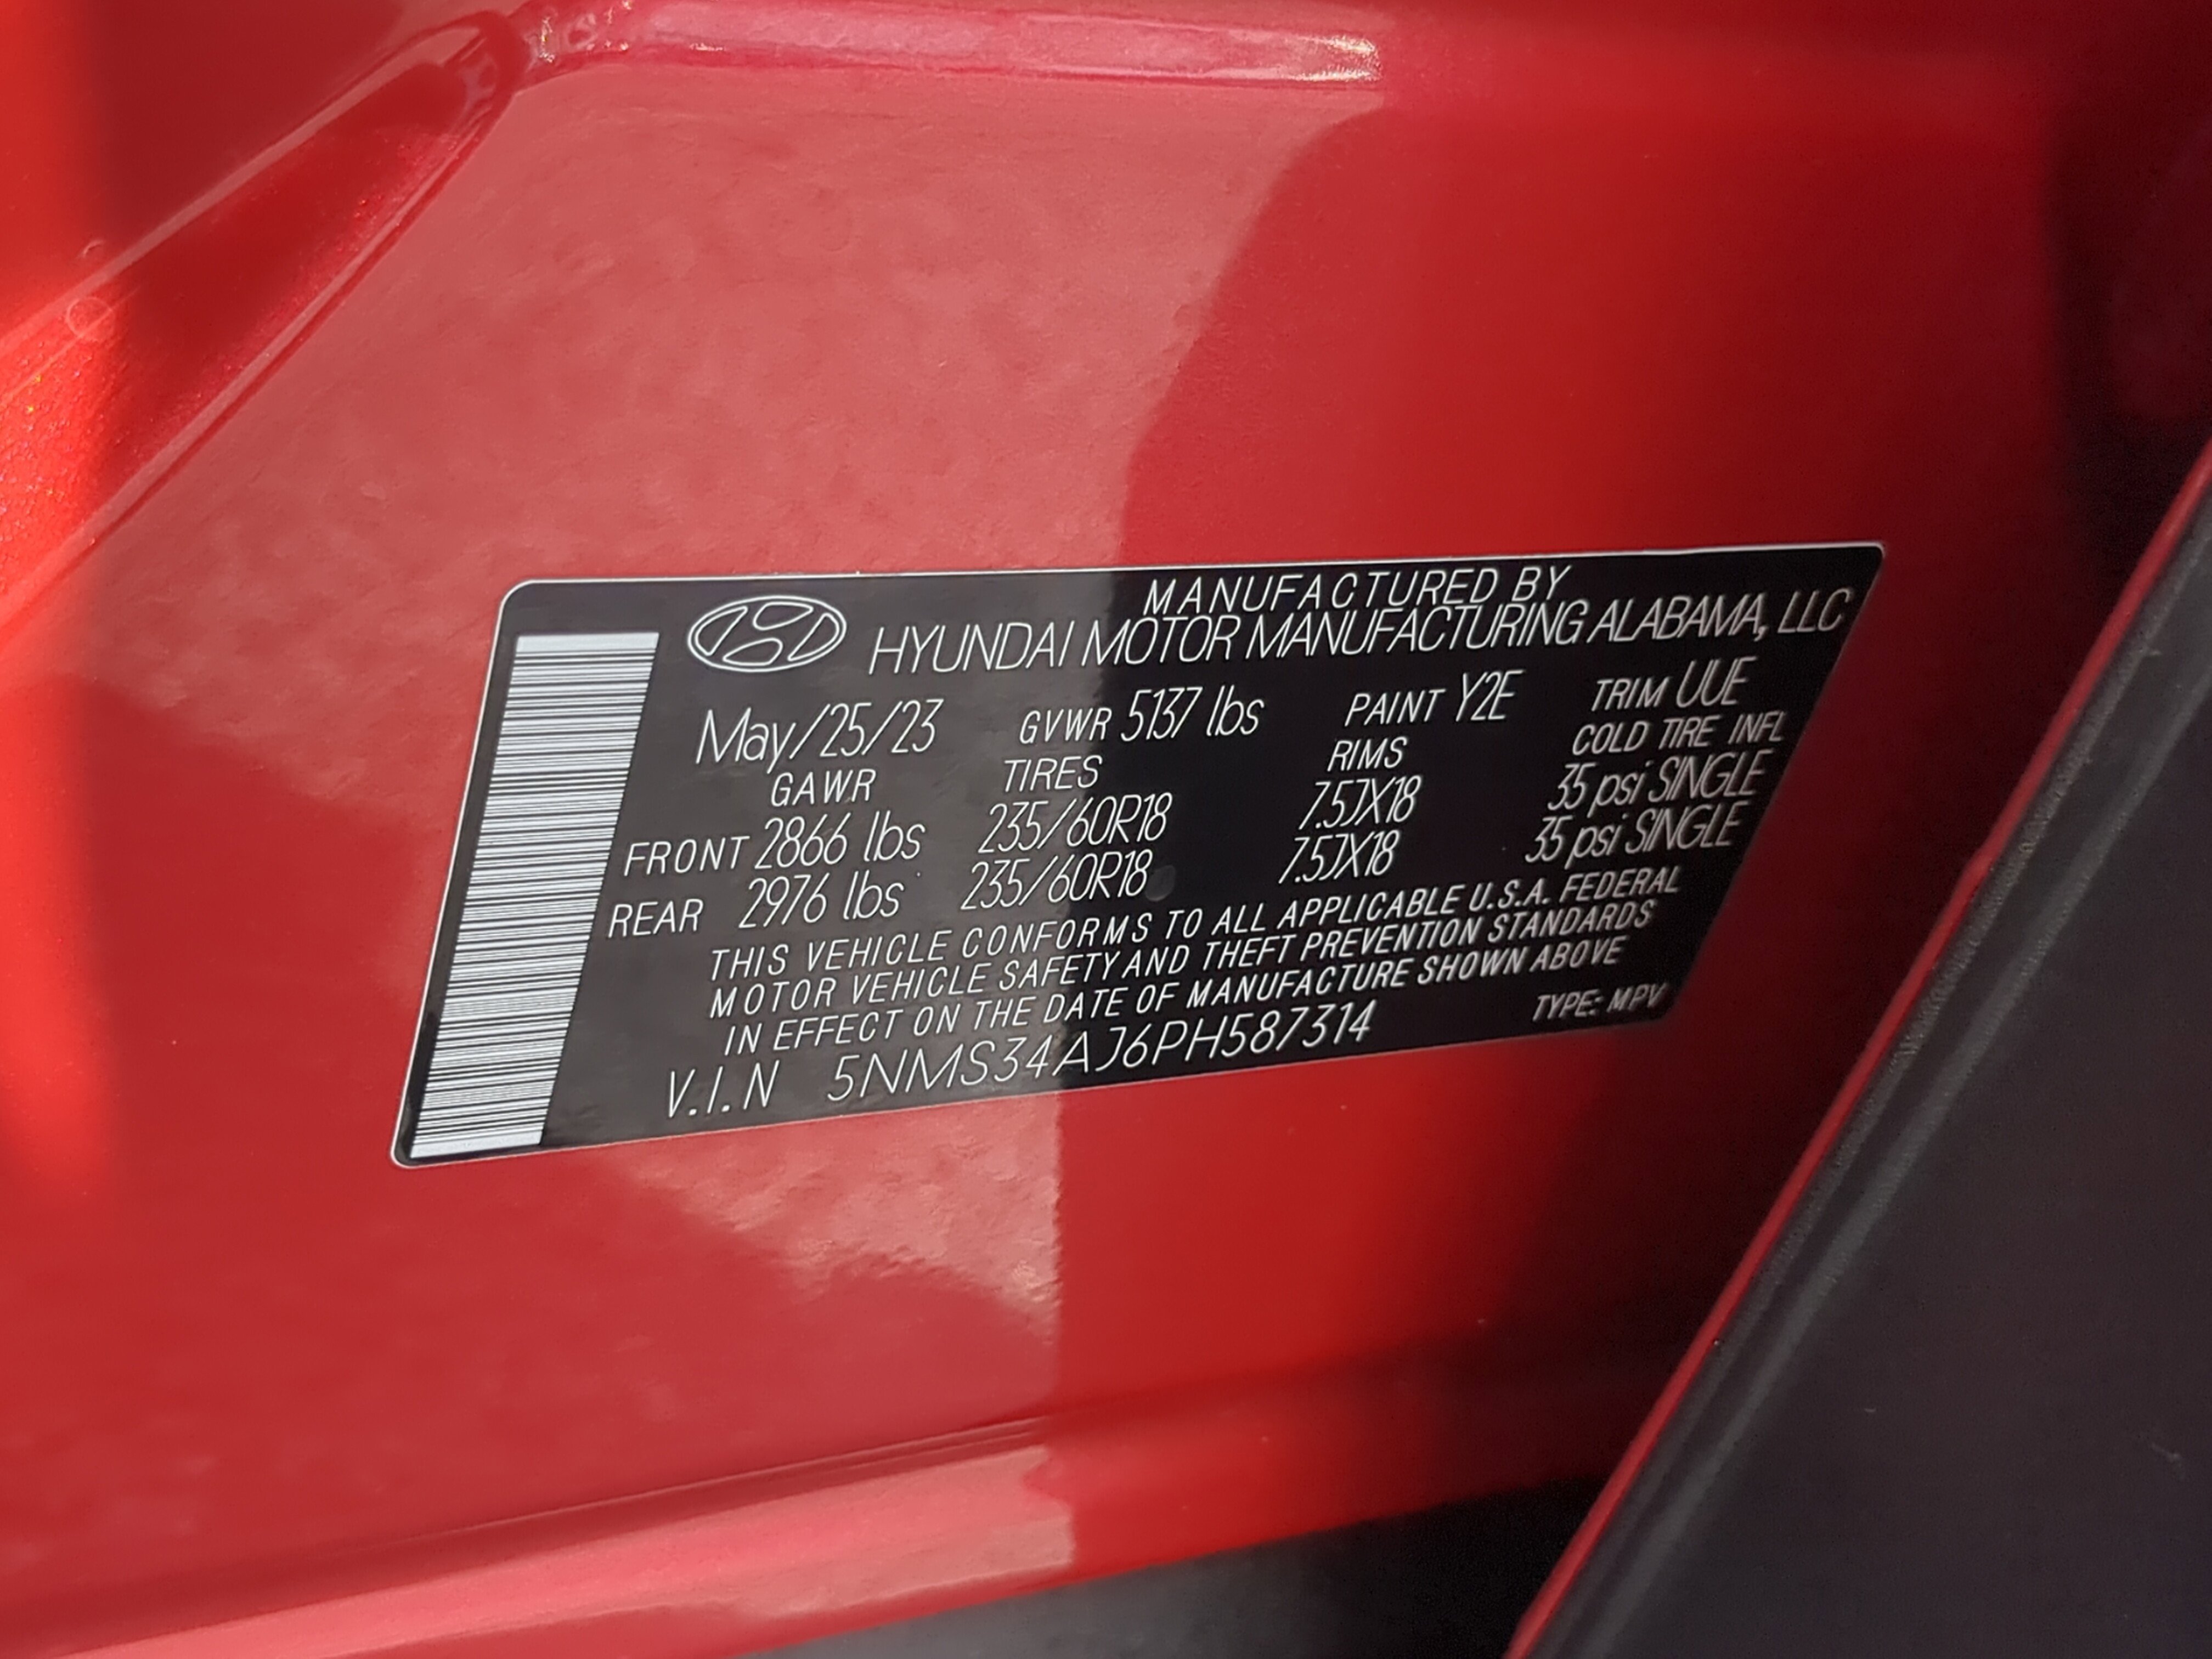 MANUFACTURED BY
HYUNDAI MOTOR MANUFACTURING ALABAMA, LLC
May/25/23 GVWR 5137 lbs PAINT Y2E TRIM UUE
GAWR TIRES RIMS COLD TIRE INFL
FRONT 2866 lbs 235/60R18 7.5JX18 35 psi SINGLE
REAR 2976 lbs 235/60R18 7.5JX18 35 psi SINGLE
THIS VEHICLE CONFORMS TO ALL APPLICABLE U.S.A. FEDERAL
MOTOR VEHICLE SAFETY AND THEFT PREVENTION STANDARDS
IN EFFECT ON THE DATE OF MANUFACTURE SHOWN ABOVE
V.I.N 5NMS34AJ6PH587314 TYPE: MPV